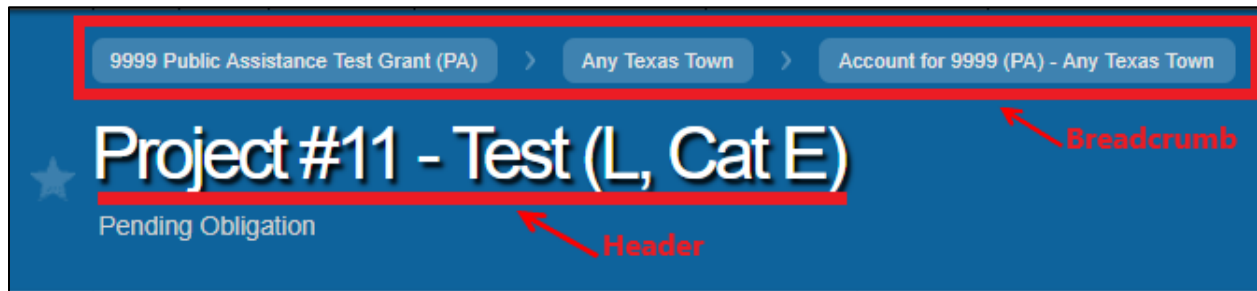 9999 Public Assistance Test Grant (PA) > Any Texas Town > Account for 9999 (PA) - Any Texas Town
Breadcrumb
Project #11 - Test (L, Cat E)
Pending Obligation
Header